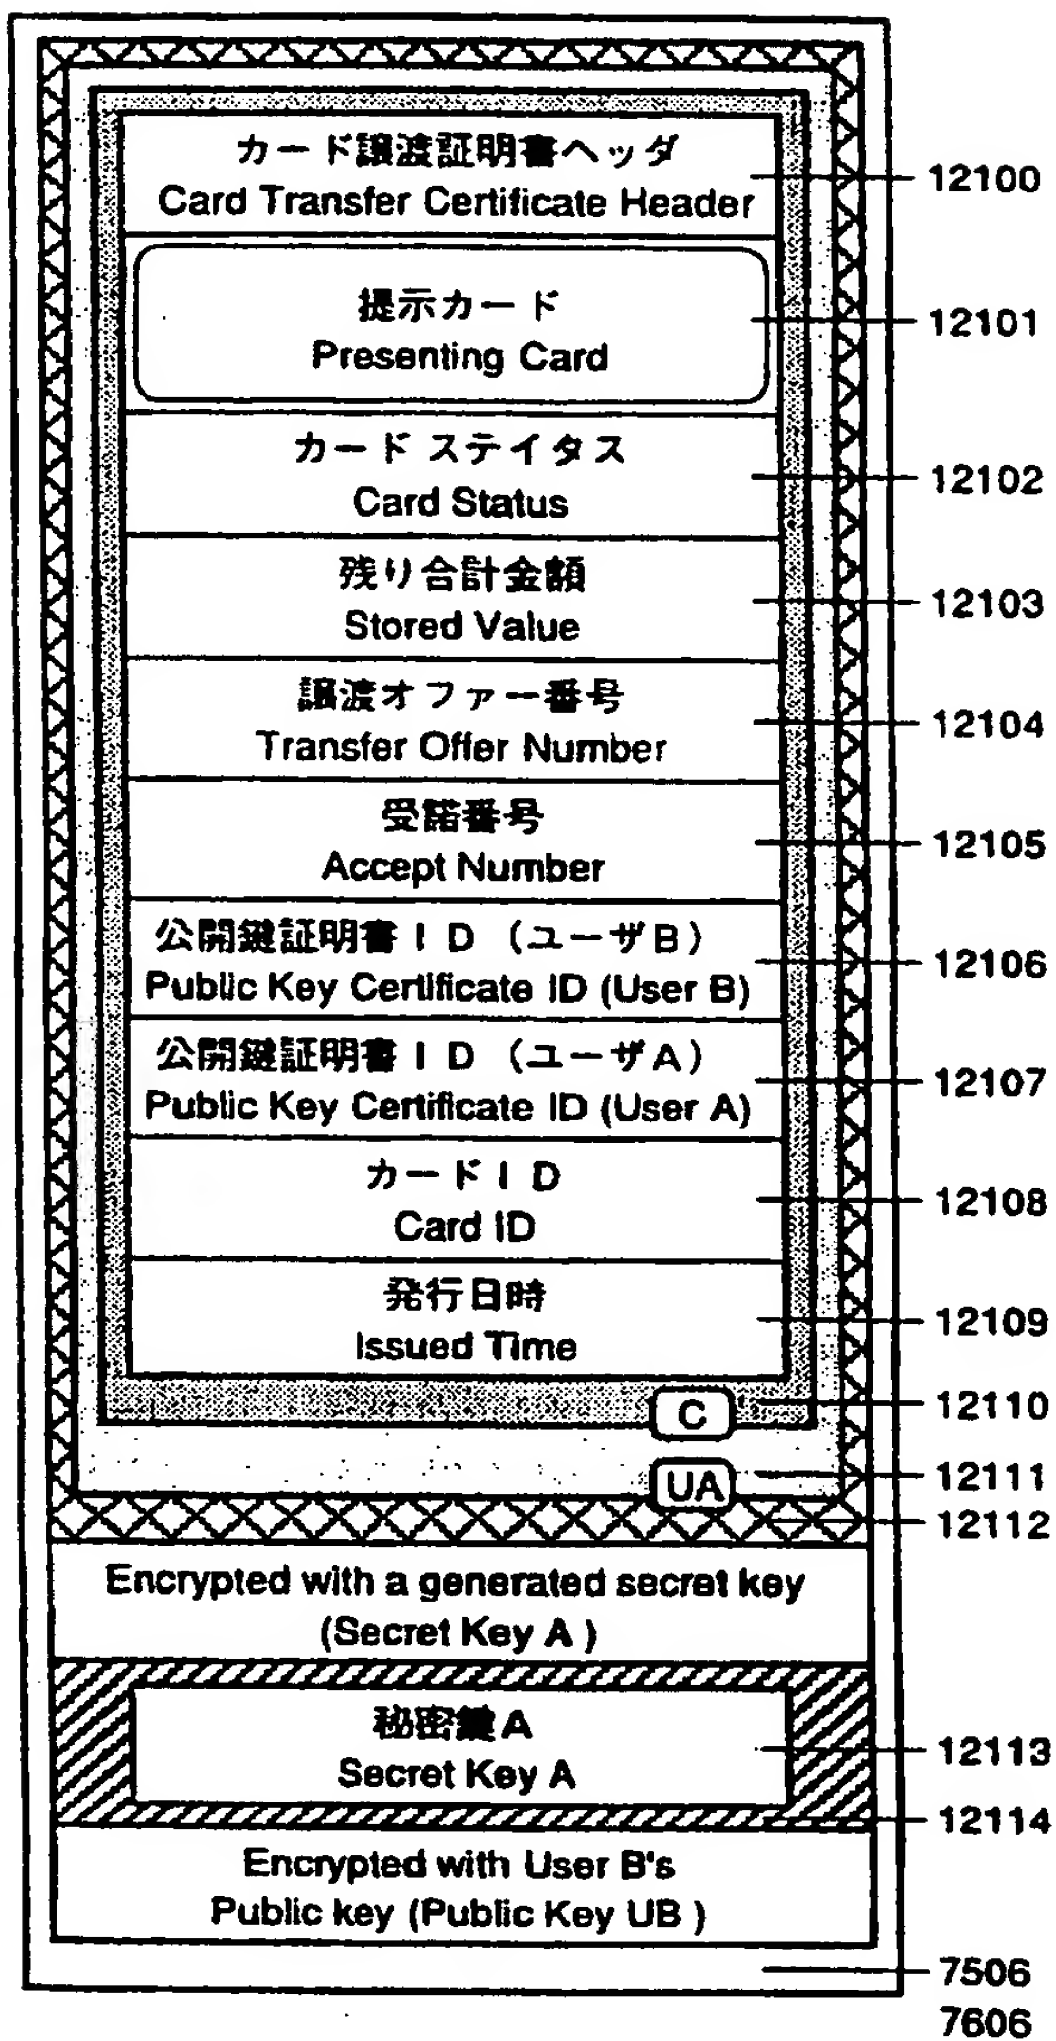 カード譲渡証明書ヘッダ
Card Transfer Certificate Header
12100
提示カード
Presenting Card
12101
カード ステイタス
Card Status
12102
残り合計金額
Stored Value
12103
譲渡オファー番号
Transfer Offer Number
12104
受諾番号
Accept Number
12105
公開鍵証明書ID（ユーザB）
Public Key Certificate ID (User B)
12106
公開鍵証明書ID（ユーザA）
Public Key Certificate ID (User A)
12107
カードID
Card ID
12108
発行日時
Issued Time
12109
C
12110
UA
12111
12112
Encrypted with a generated secret key
(Secret Key A )
秘密鍵A
Secret Key A
12113
12114
Encrypted with User B's
Public key (Public Key UB )
7506
7606